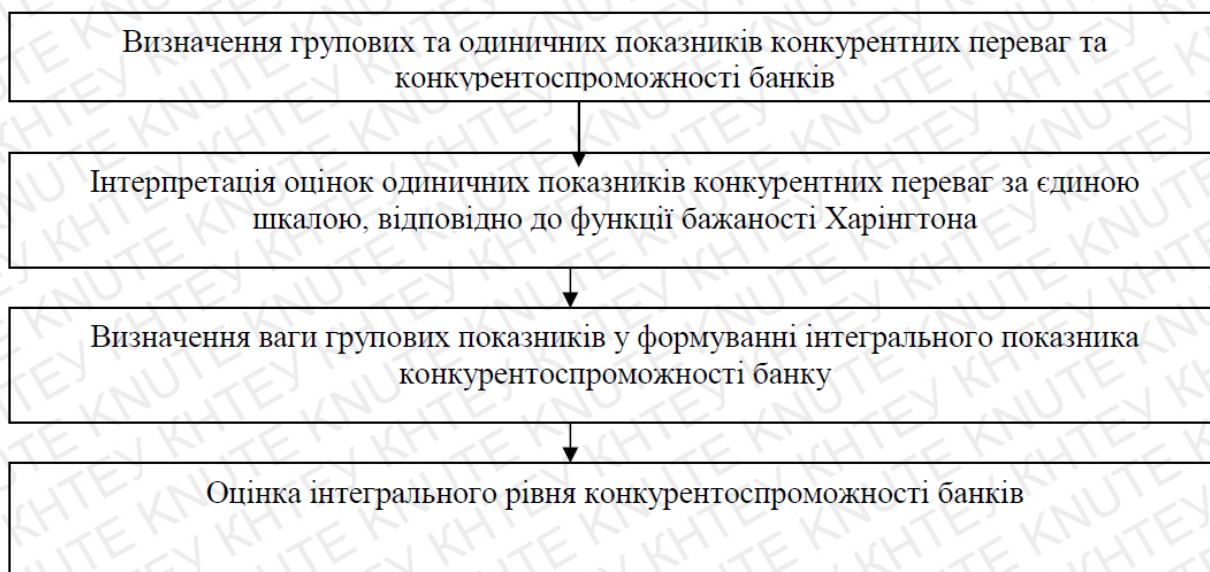 Визначення групових та одиничних показників конкурентних переваг та
конкурентоспроможності банків
Інтерпретація оцінок одиничних показників конкурентних переваг за єдиною
шкалою, відповідно до функції бажаності Харінгтона
Визначення ваги групових показників у формуванні інтегрального показника
конкурентоспроможності банку
Оцінка інтегрального рівня конкурентоспроможності банків